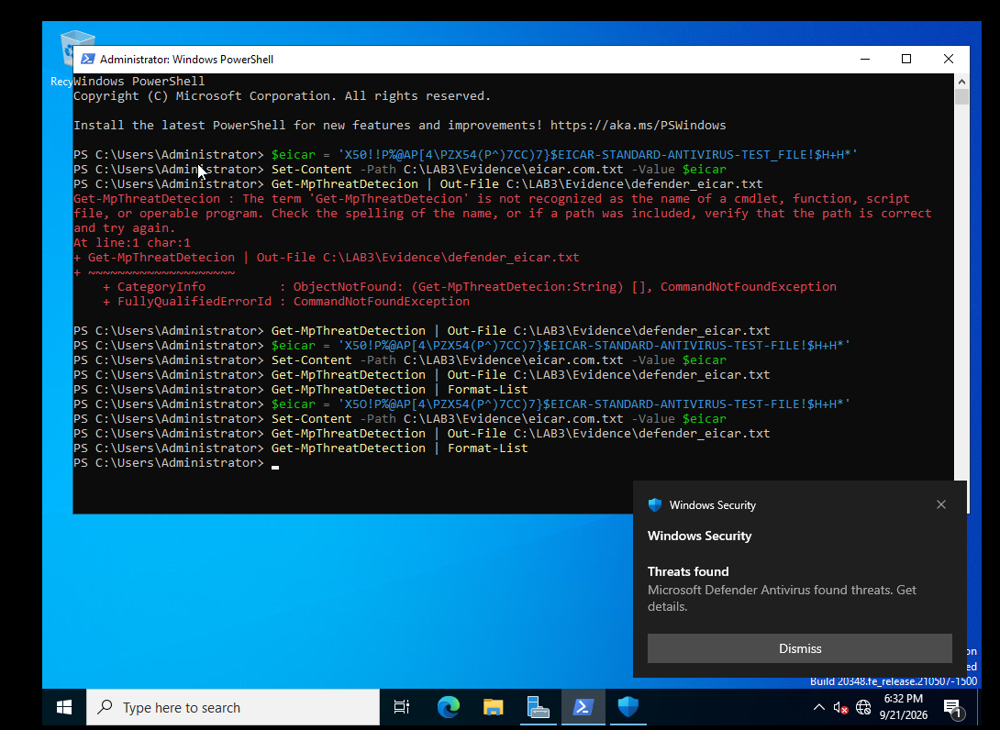 Recy
Administrator: Windows PowerShell
Windows PowerShell
Copyright (C) Microsoft Corporation. All rights reserved.
Install the latest PowerShell for new features and improvements! https://aka.ms/PSWindows
PS C:\Users\Administrator> $eicar = 'X50!!P%@AP[4\PZX54(P^)7CC)7}$EICAR-STANDARD-ANTIVIRUS-TEST_FILE!$H+H*'
PS C:\Users\Administrator> Set-Content -Path C:\LAB3\Evidence\eicar.com.txt -Value $eicar
PS C:\Users\Administrator> Get-MpThreatDetecion | Out-File C:\LAB3\Evidence\defender_eicar.txt
Get-MpThreatDetecion : The term 'Get-MpThreatDetecion' is not recognized as the name of a cmdlet, function, script
file, or operable program. Check the spelling of the name, or if a path was included, verify that the path is correct
and try again.
At line:1 char:1
+ Get-MpThreatDetecion | Out-File C:\LAB3\Evidence\defender_eicar.txt
+ ~~~~~~~~~~~~~~~~~~~~
+ CategoryInfo : ObjectNotFound: (Get-MpThreatDetecion:String) [], CommandNotFoundException
+ FullyQualifiedErrorId : CommandNotFoundException
PS C:\Users\Administrator> Get-MpThreatDetection | Out-File C:\LAB3\Evidence\defender_eicar.txt
PS C:\Users\Administrator> $eicar = 'X50!P%@AP[4\PZX54(P^)7CC)7}$EICAR-STANDARD-ANTIVIRUS-TEST-FILE!$H+H*'
PS C:\Users\Administrator> Set-Content -Path C:\LAB3\Evidence\eicar.com.txt -Value $eicar
PS C:\Users\Administrator> Get-MpThreatDetection | Out-File C:\LAB3\Evidence\defender_eicar.txt
PS C:\Users\Administrator> Get-MpThreatDetection | Format-List
PS C:\Users\Administrator> $eicar = 'X5O!P%@AP[4\PZX54(P^)7CC)7}$EICAR-STANDARD-ANTIVIRUS-TEST-FILE!$H+H*'
PS C:\Users\Administrator> Set-Content -Path C:\LAB3\Evidence\eicar.com.txt -Value $eicar
PS C:\Users\Administrator> Get-MpThreatDetection | Out-File C:\LAB3\Evidence\defender_eicar.txt
PS C:\Users\Administrator> Get-MpThreatDetection | Format-List
PS C:\Users\Administrator>
Windows Security
Windows Security
Threats found
Microsoft Defender Antivirus found threats. Get
details.
Dismiss
on
ed
Build 20348.fe_release.210507-1500
Type here to search
6:32 PM
9/21/2026
1